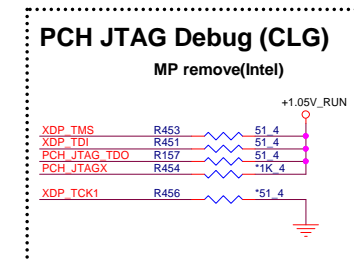 PCH JTAG Debug (CLG)
MP remove(Intel)
+1.05V_RUN
XDP_TMS R453 51_4
XDP_TDI R451 51_4
PCH_JTAG_TDO R157 51_4
PCH_JTAGX R454 *1K_4
XDP_TCK1 R456 *51_4